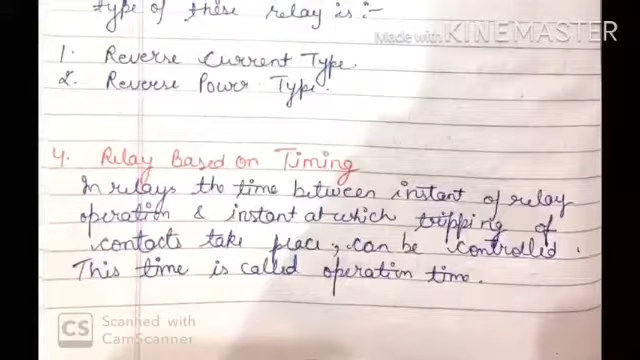 type of these relay is :-
Made with KINEMASTER
1. Reverse Current Type.
2. Reverse Power Type.
4. Relay Based on Timing
In relays the time between instant of relay
operation & instant at which tripping of
contacts take place, can be controlled.
This time is called operation time.
CS Scanned with
CamScanner